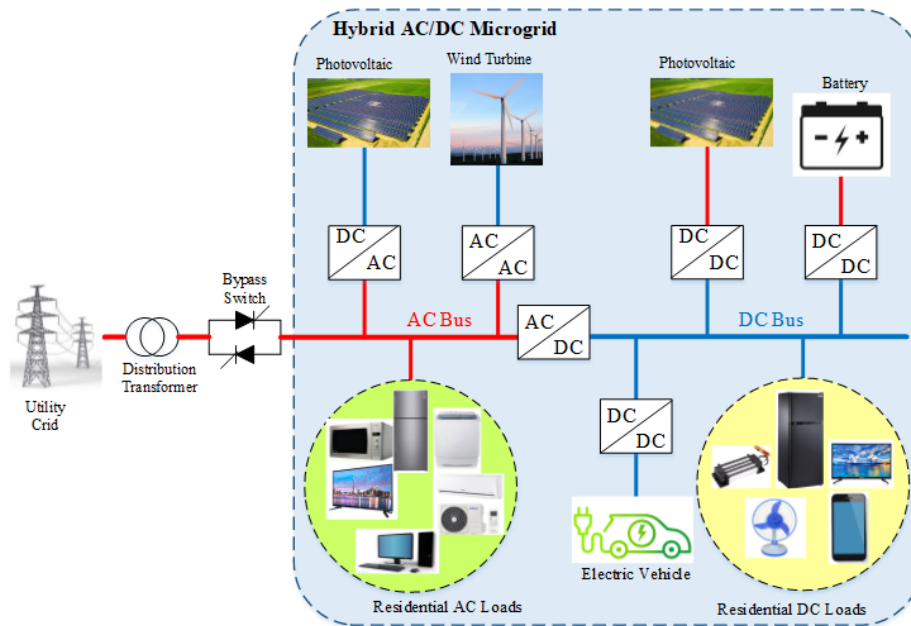 Hybrid AC/DC Microgrid
Photovoltaic
Wind Turbine
Photovoltaic
Battery
DC
AC
AC
AC
DC
DC
DC
DC
Bypass
Switch
AC Bus
AC
DC
DC Bus
Distribution
Transformer
Utility
Crid
DC
DC
Electric Vehicle
Residential AC Loads
Residential DC Loads